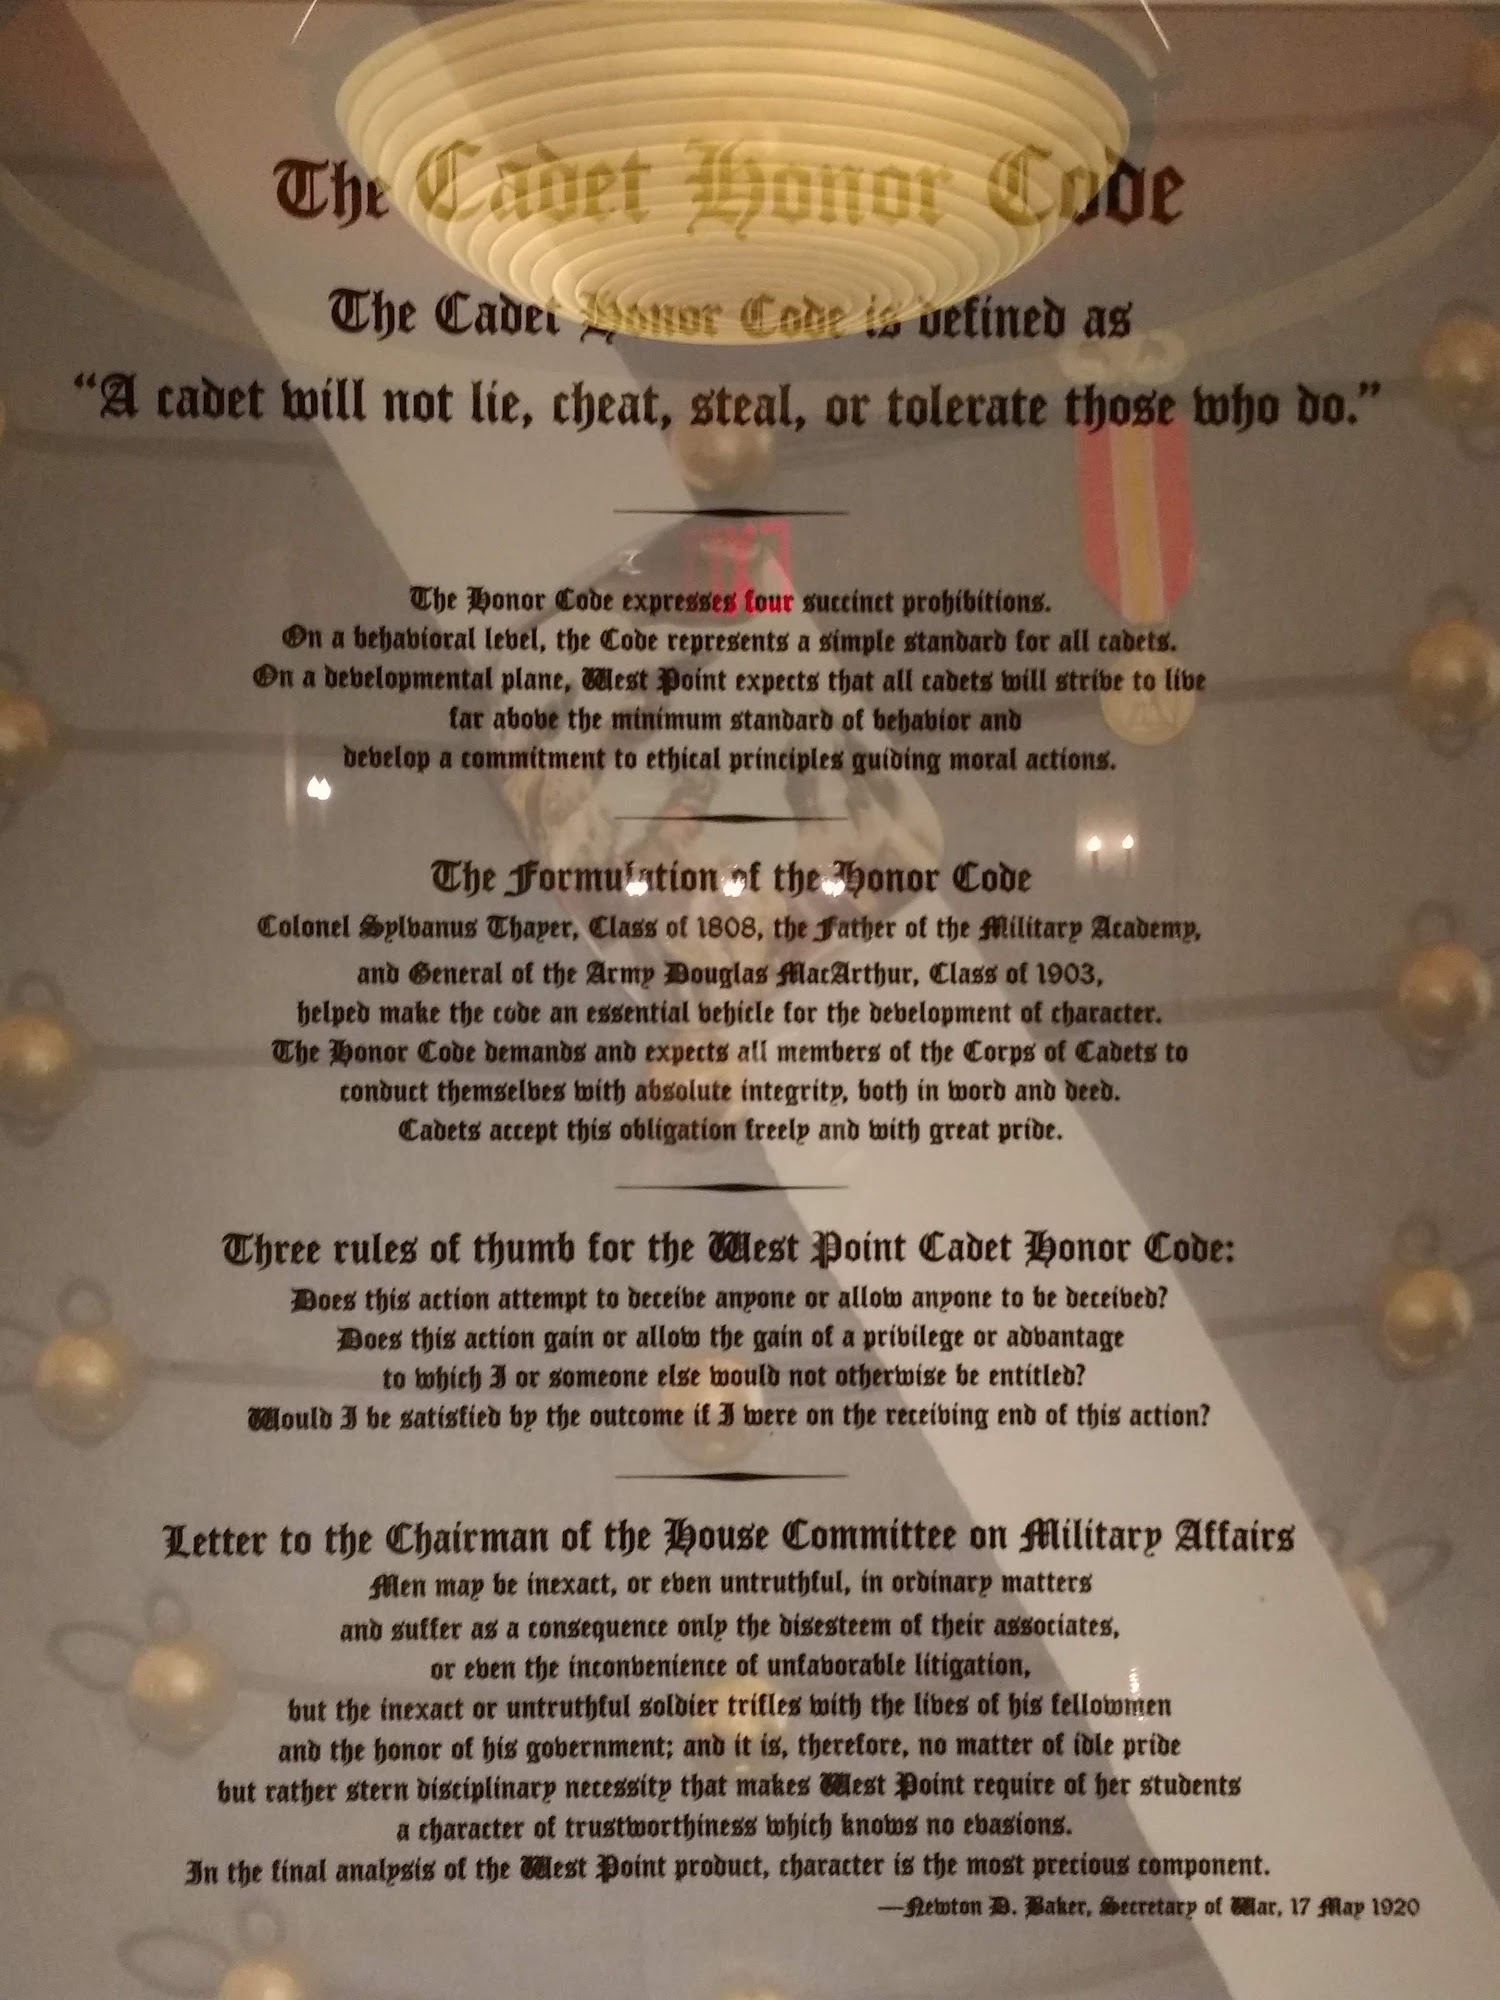 The Cadet Honor Code
The Cadet Honor Code is defined as
“A cadet will not lie, cheat, steal, or tolerate those who do.”
The Honor Code expresses four succinct prohibitions.
On a behavioral level, the Code represents a simple standard for all cadets.
On a developmental plane, West Point expects that all cadets will strive to live
far above the minimum standard of behavior and
develop a commitment to ethical principles guiding moral actions.
The Formulation of the Honor Code
Colonel Sylvanus Thayer, Class of 1808, the Father of the Military Academy,
and General of the Army Douglas MacArthur, Class of 1903,
helped make the code an essential vehicle for the development of character.
The Honor Code demands and expects all members of the Corps of Cadets to
conduct themselves with absolute integrity, both in word and deed.
Cadets accept this obligation freely and with great pride.
Three rules of thumb for the West Point Cadet Honor Code:
Does this action attempt to deceive anyone or allow anyone to be deceived?
Does this action gain or allow the gain of a privilege or advantage
to which I or someone else would not otherwise be entitled?
Would I be satisfied by the outcome if I were on the receiving end of this action?
Letter to the Chairman of the House Committee on Military Affairs
Men may be inexact, or even untruthful, in ordinary matters
and suffer as a consequence only the disesteem of their associates,
or even the inconvenience of unfavorable litigation,
but the inexact or untruthful soldier trifles with the lives of his fellowmen
and the honor of his government; and it is, therefore, no matter of idle pride
but rather stern disciplinary necessity that makes West Point require of her students
a character of trustworthiness which knows no evasions.
In the final analysis of the West Point product, character is the most precious component.
—Newton D. Baker, Secretary of War, 17 May 1920